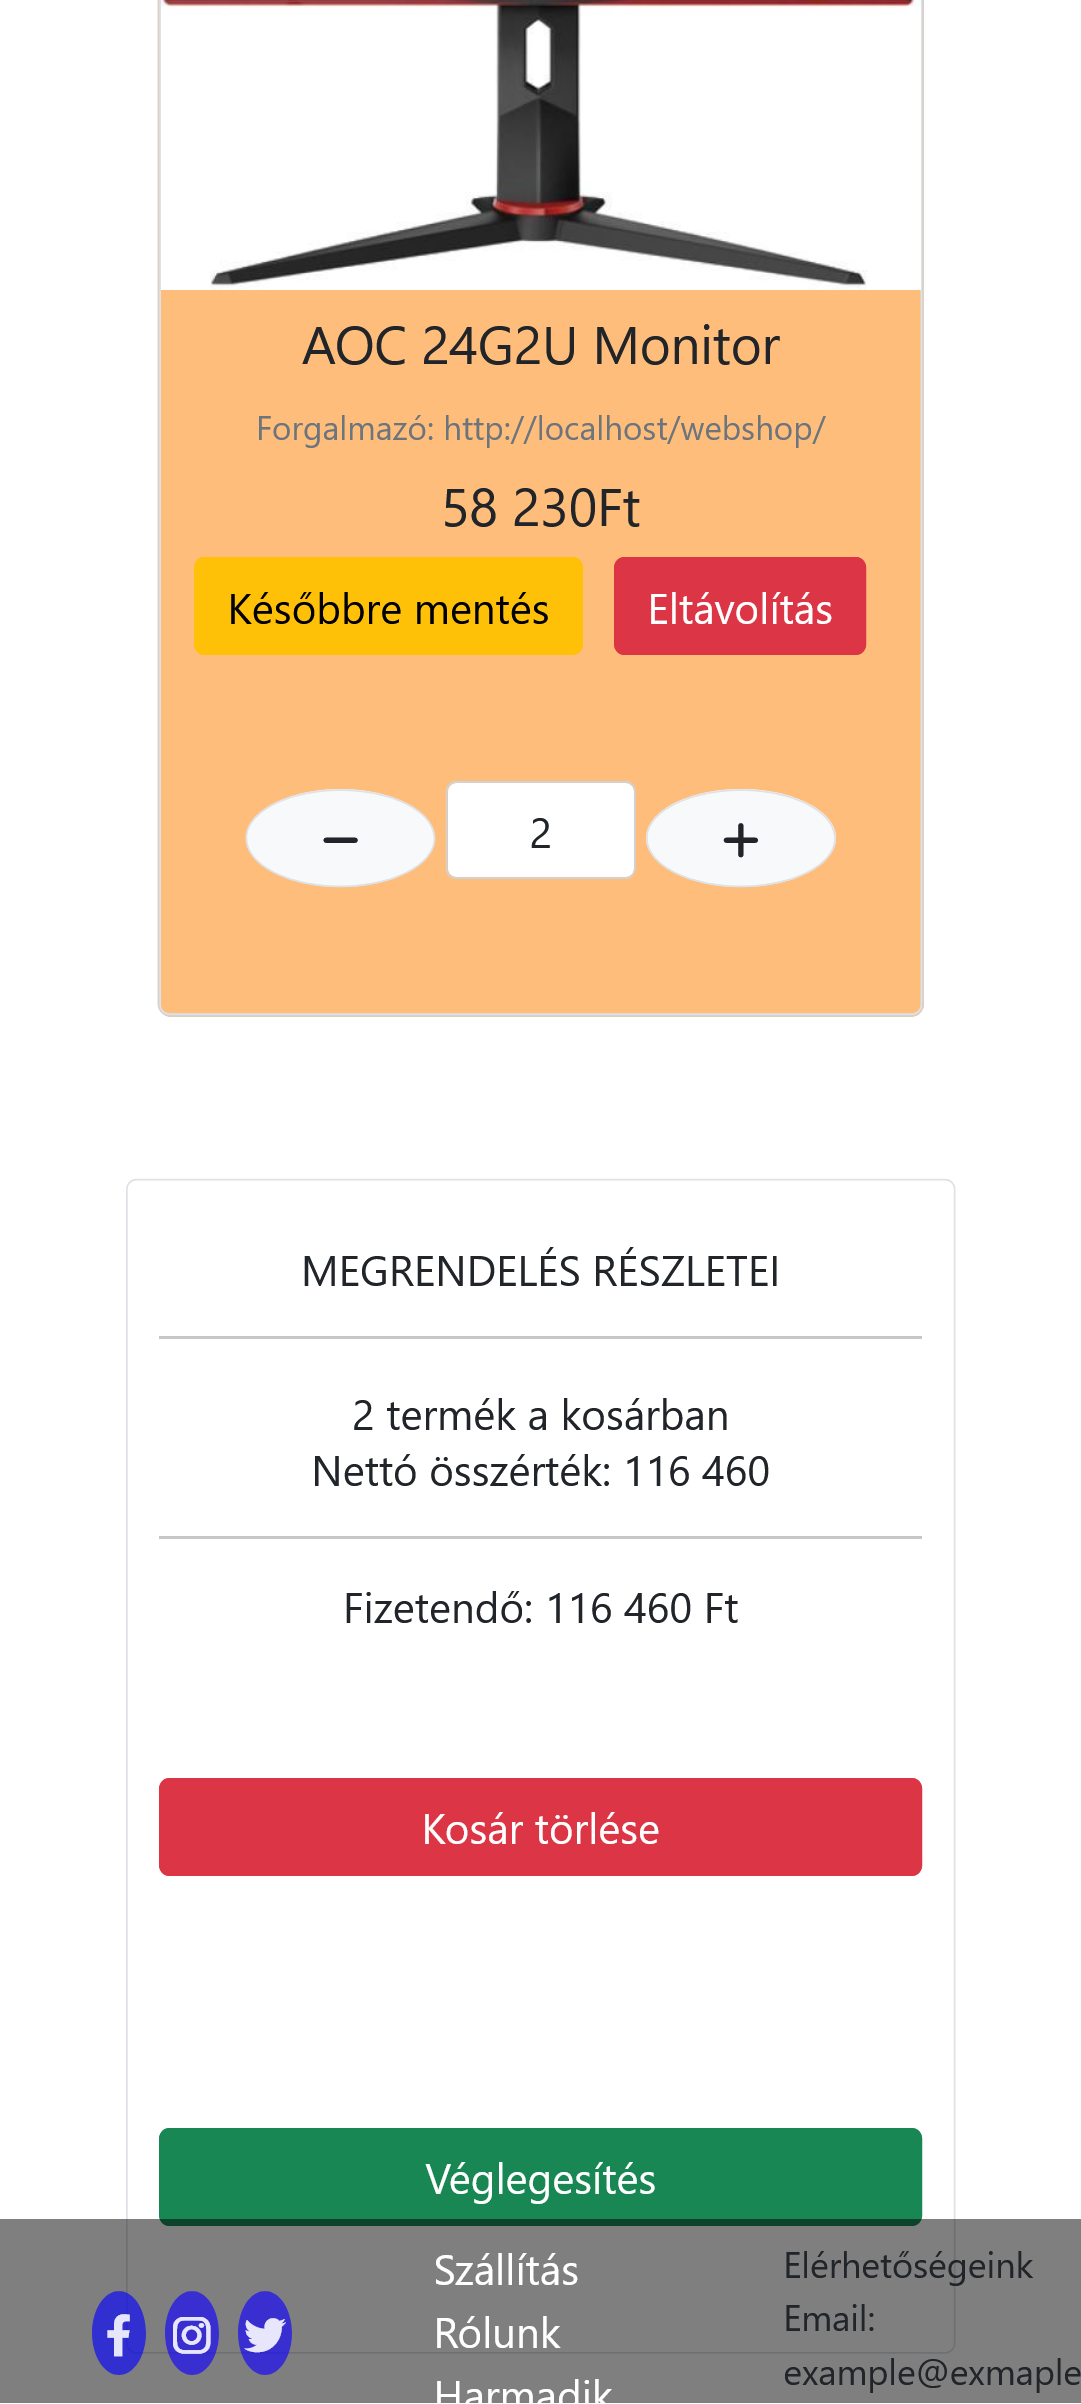 AOC 24G2U Monitor
Forgalmazó: http://localhost/webshop/
58 230Ft
Későbbre mentés Eltávolítás
2
MEGRENDELÉS RÉSZLETEI
2 termék a kosárban
Nettó összérték: 116 460
Fizetendő: 116 460 Ft
Kosár törlése
Véglegesítés
Szállítás
Rólunk
Harmadik
Elérhetőségeink
Email:
example@exmaple